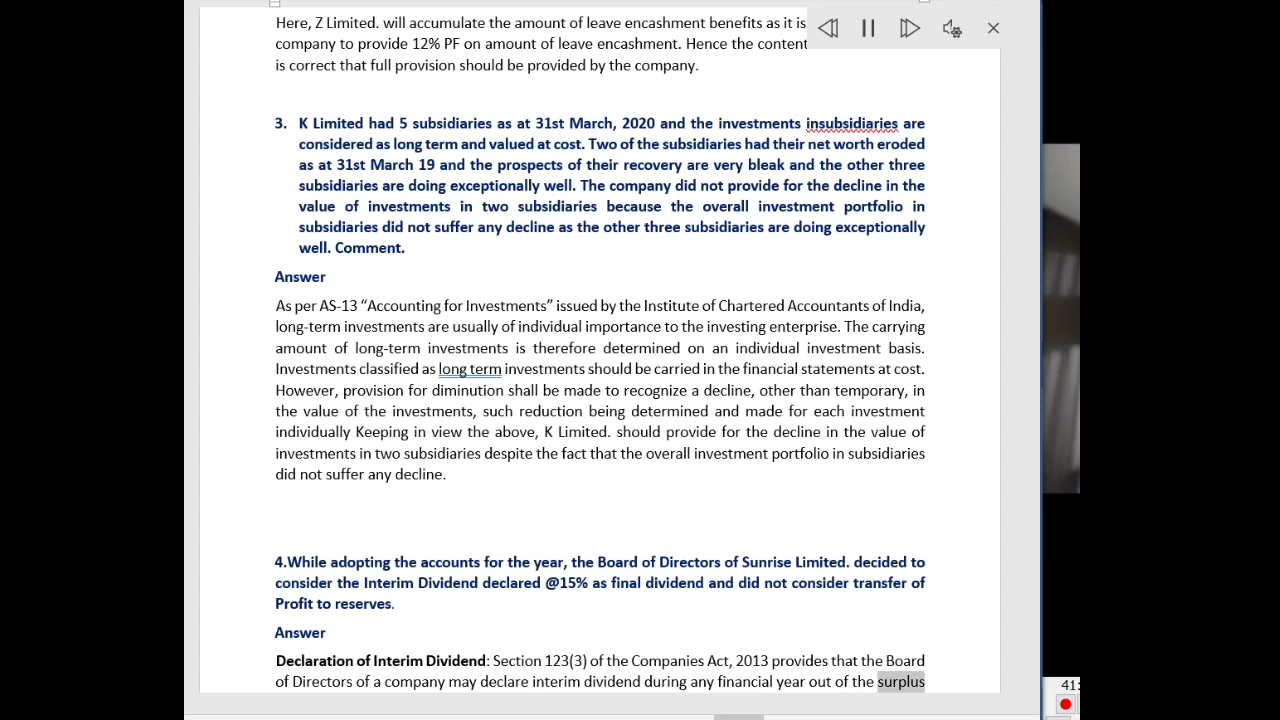 Here, Z Limited. will accumulate the amount of leave encashment benefits as it is
company to provide 12% PF on amount of leave encashment. Hence the content
is correct that full provision should be provided by the company.
3. K Limited had 5 subsidiaries as at 31st March, 2020 and the investments insubsidiaries are
considered as long term and valued at cost. Two of the subsidiaries had their net worth eroded
as at 31st March 19 and the prospects of their recovery are very bleak and the other three
subsidiaries are doing exceptionally well. The company did not provide for the decline in the
value of investments in two subsidiaries because the overall investment portfolio in
subsidiaries did not suffer any decline as the other three subsidiaries are doing exceptionally
well. Comment.
Answer
As per AS-13 “Accounting for Investments” issued by the Institute of Chartered Accountants of India,
long-term investments are usually of individual importance to the investing enterprise. The carrying
amount of long-term investments is therefore determined on an individual investment basis.
Investments classified as long term investments should be carried in the financial statements at cost.
However, provision for diminution shall be made to recognize a decline, other than temporary, in
the value of the investments, such reduction being determined and made for each investment
individually Keeping in view the above, K Limited. should provide for the decline in the value of
investments in two subsidiaries despite the fact that the overall investment portfolio in subsidiaries
did not suffer any decline.
4.While adopting the accounts for the year, the Board of Directors of Sunrise Limited. decided to
consider the Interim Dividend declared @15% as final dividend and did not consider transfer of
Profit to reserves.
Answer
Declaration of Interim Dividend: Section 123(3) of the Companies Act, 2013 provides that the Board
of Directors of a company may declare interim dividend during any financial year out of the surplus